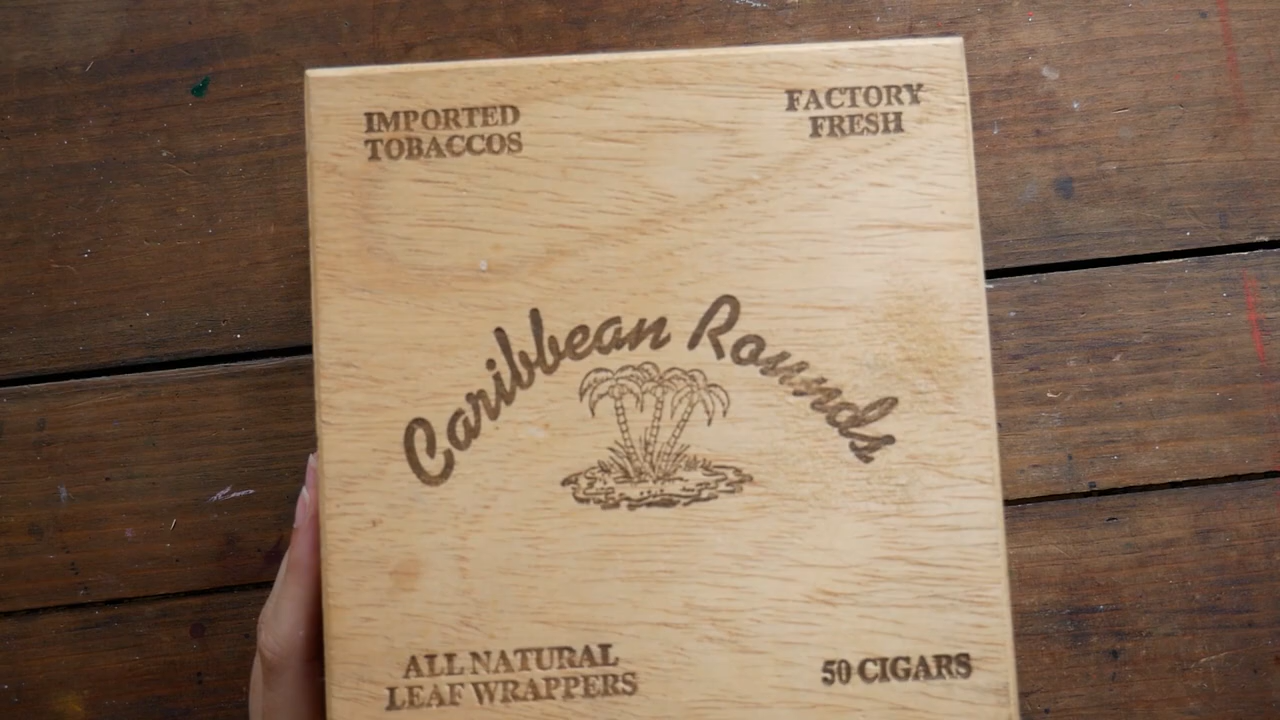 IMPORTED
TOBACCOS
FACTORY
FRESH
Caribbean Rounds
ALL NATURAL
LEAF WRAPPERS
50 CIGARS